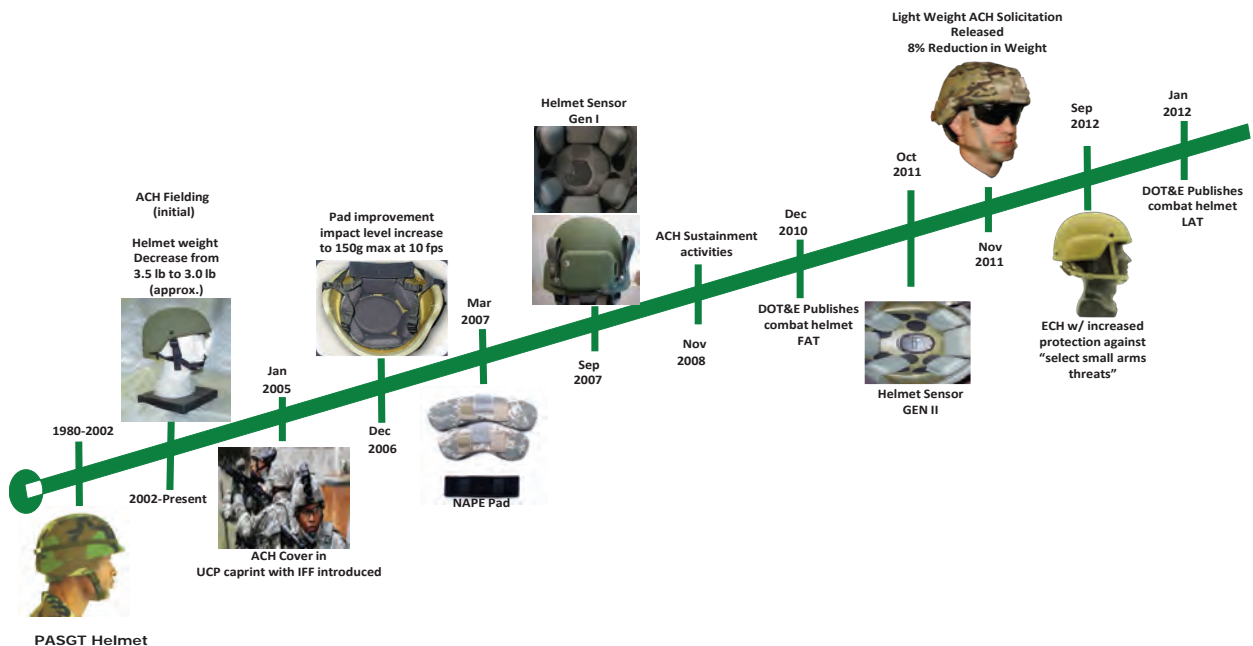 1980-2002
PASGT Helmet
ACH Fielding
(initial)
Helmet weight
Decrease from
3.5 lb to 3.0 lb
(approx.)
2002-Present
Jan
2005
ACH Cover in
UCP caprint with IFF introduced
Pad improvement
impact level increase
to 150g max at 10 fps
Dec
2006
Mar
2007
NAPE Pad
Helmet Sensor
Gen I
Sep
2007
ACH Sustainment
activities
Nov
2008
Dec
2010
DOT&E Publishes
combat helmet
FAT
Oct
2011
Helmet Sensor
GEN II
Light Weight ACH Solicitation
Released
8% Reduction in Weight
Nov
2011
Sep
2012
ECH w/ increased
protection against
“select small arms
threats”
Jan
2012
DOT&E Publishes
combat helmet
LAT